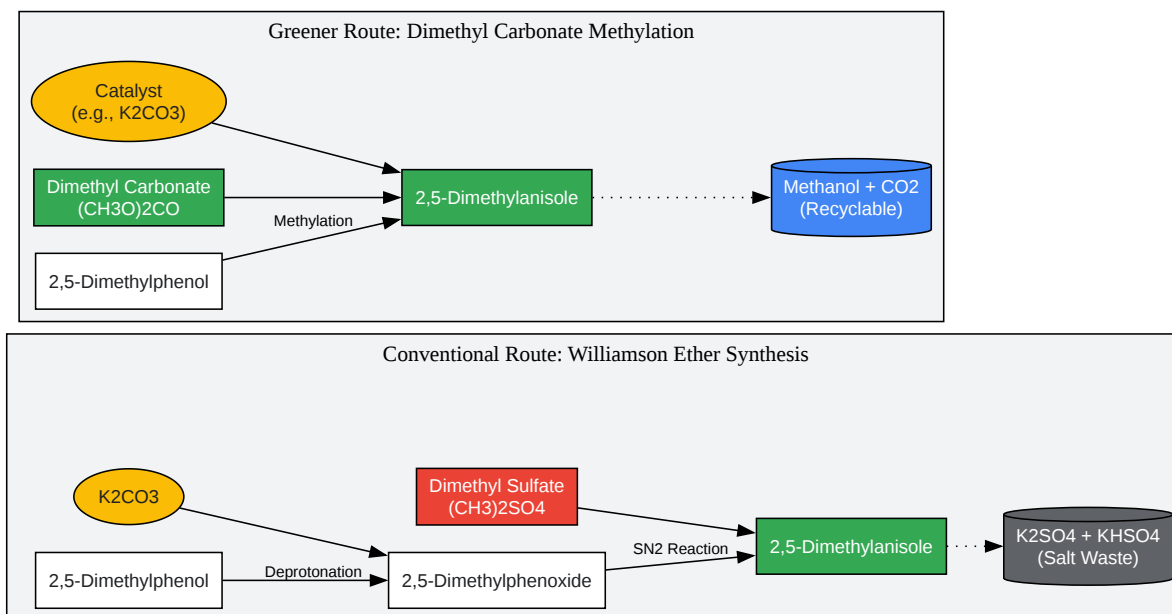 Greener Route: Dimethyl Carbonate Methylation
Catalyst
(e.g., K2CO3)
Dimethyl Carbonate
(CH3O)2CO
2,5-Dimethylanisole
Methanol + CO2
(Recyclable)
Methylation
2,5-Dimethylphenol
Conventional Route: Williamson Ether Synthesis
K2CO3
Dimethyl Sulfate
(CH3)2SO4
2,5-Dimethylphenol
Deprotonation
2,5-Dimethylphenoxide
SN2 Reaction
2,5-Dimethylanisole
K2SO4 + KHSO4
(Salt Waste)